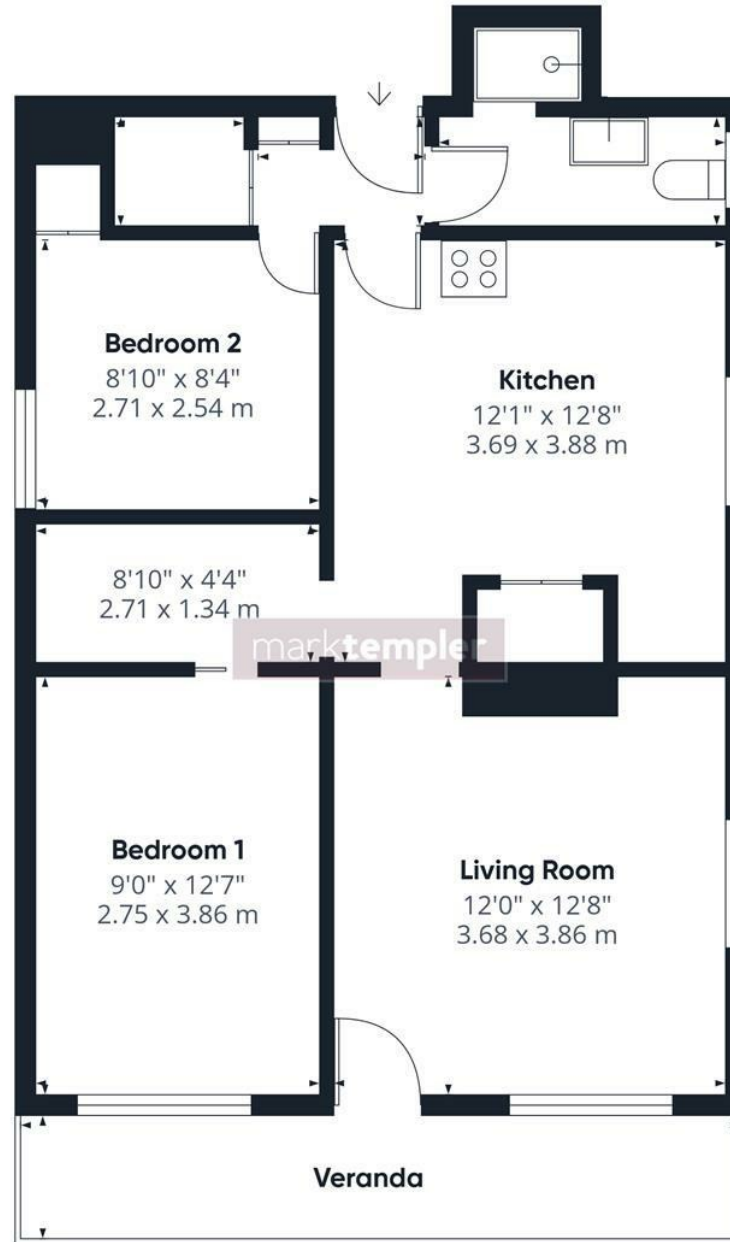 Bedroom 2
8'10" x 8'4"
2.71 x 2.54 m
Kitchen
12'1" x 12'8"
3.69 x 3.88 m
8'10" x 4'4"
2.71 x 1.34 m
marktempler
Bedroom 1
9'0" x 12'7"
2.75 x 3.86 m
Living Room
12'0" x 12'8"
3.68 x 3.86 m
Veranda